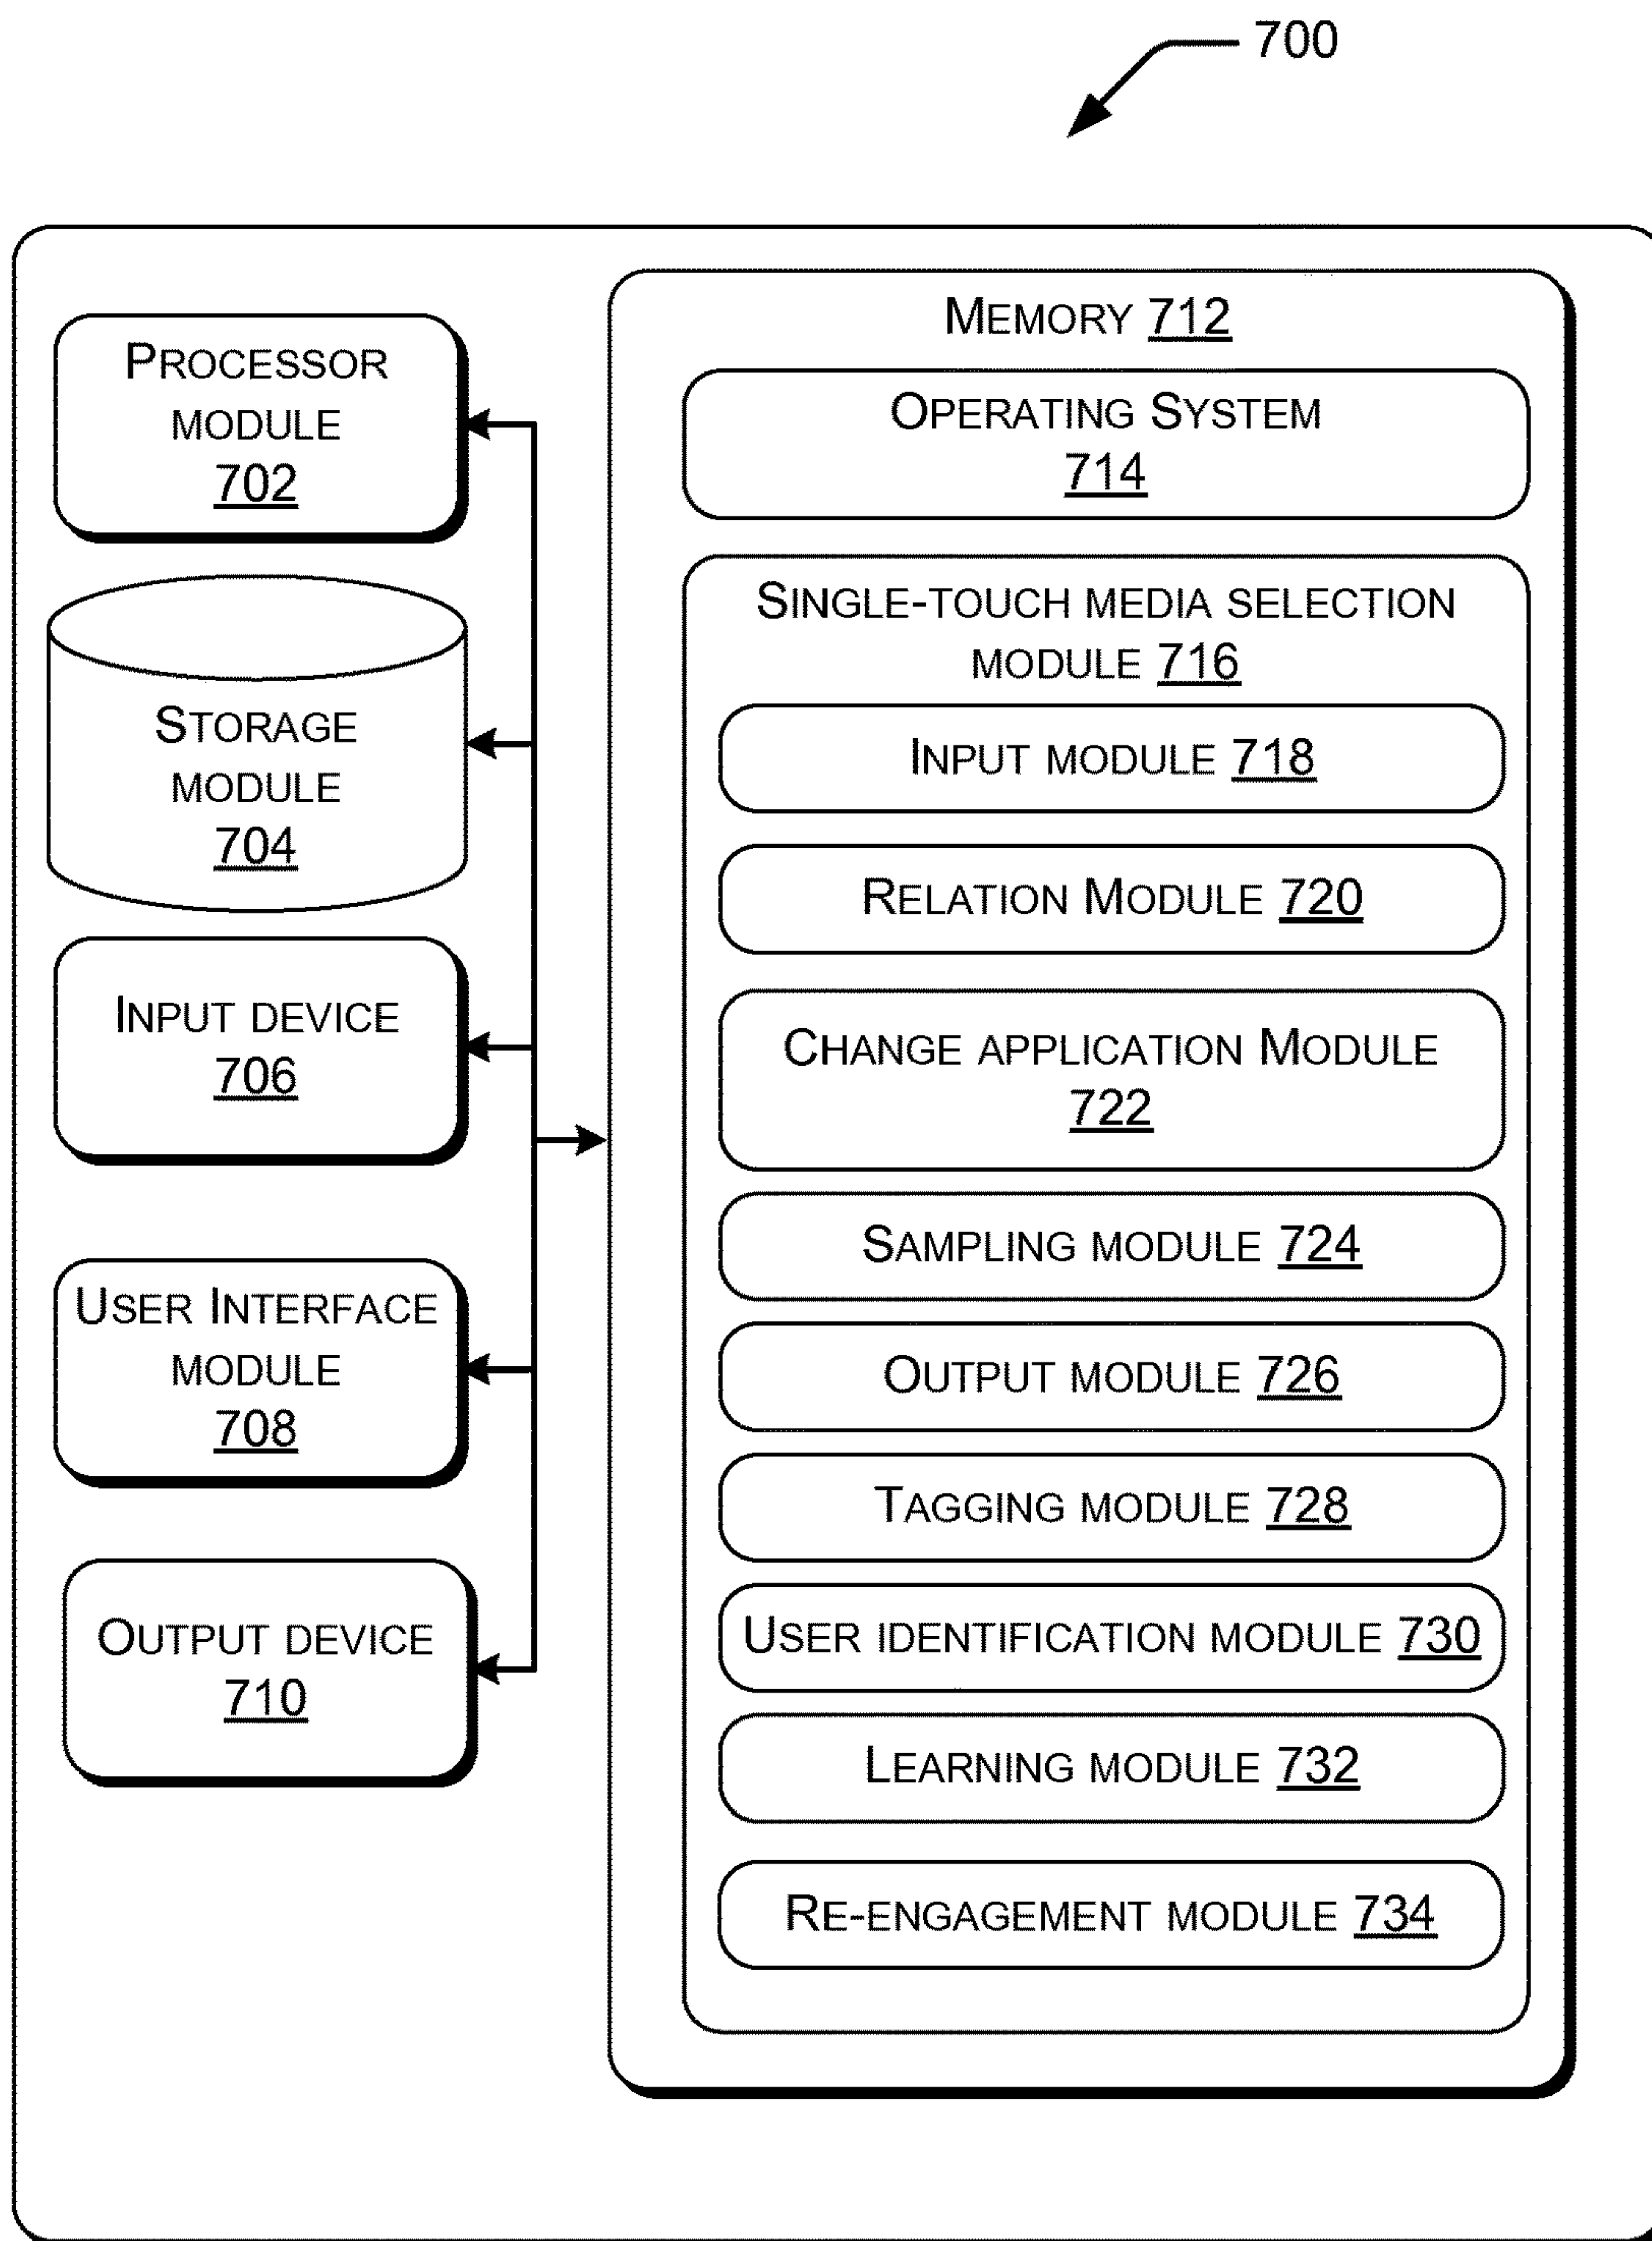 700
PROCESSOR
MODULE
702
STORAGE
MODULE
704
INPUT DEVICE
706
USER INTERFACE
MODULE
708
OUTPUT DEVICE
710
MEMORY 712
OPERATING SYSTEM
714
SINGLE-TOUCH MEDIA SELECTION
MODULE 716
INPUT MODULE 718
RELATION MODULE 720
CHANGE APPLICATION MODULE
722
SAMPLING MODULE 724
OUTPUT MODULE 726
TAGGING MODULE 728
USER IDENTIFICATION MODULE 730
LEARNING MODULE 732
RE-ENGAGEMENT MODULE 734